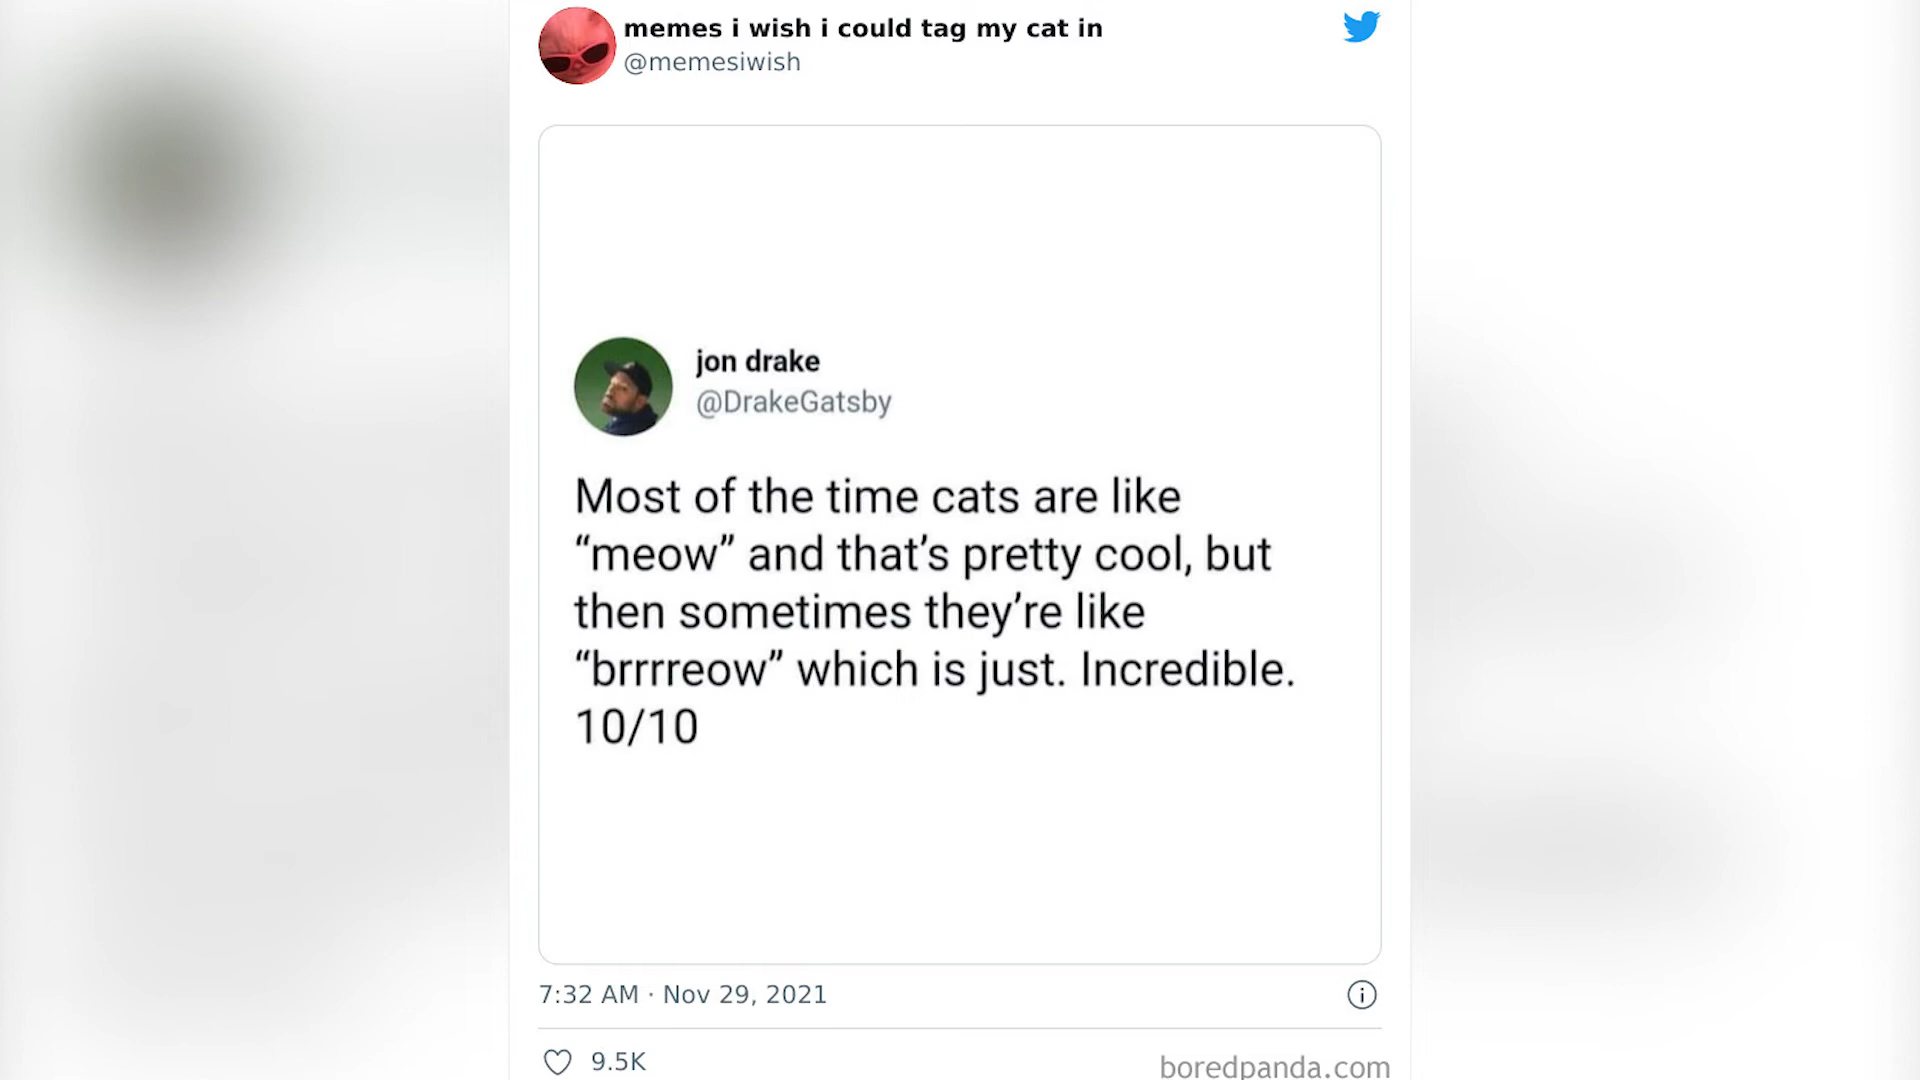 memes i wish i could tag my cat in
@memesiwish
jon drake
@DrakeGatsby
Most of the time cats are like
“meow” and that’s pretty cool, but
then sometimes they’re like
“brrrreow” which is just. Incredible.
10/10
7:32 AM · Nov 29, 2021
9.5K
boredpanda.com